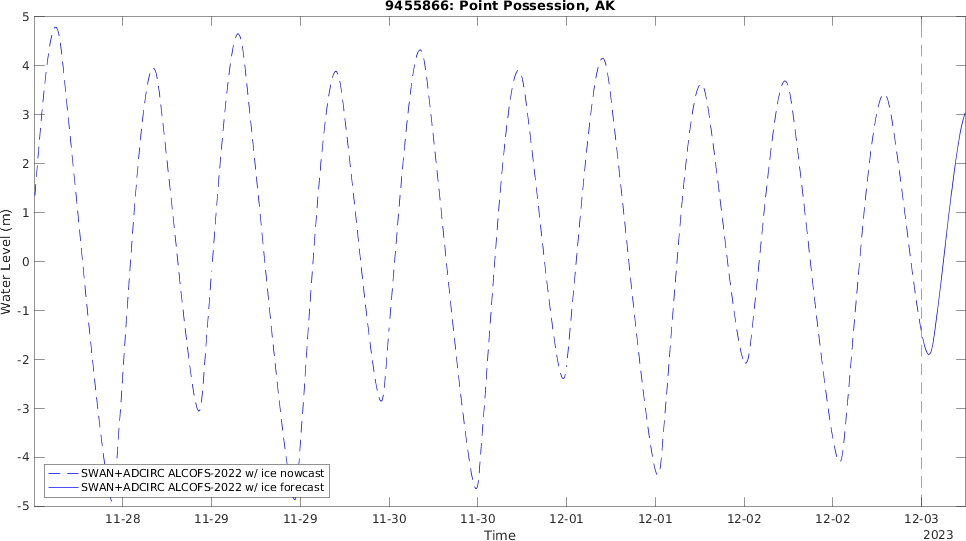 9455866: Point Possession, AK
5
4
3
2
1
0
-1
-2
-3
-4
-5
Water Level (m)
SWAN+ADCIRC ALCOFS-2022 w/ ice nowcast
SWAN+ADCIRC ALCOFS-2022 w/ ice forecast
11-28 11-29 11-29 11-30 11-30 12-01 12-01 12-02 12-02 12-03
Time 2023